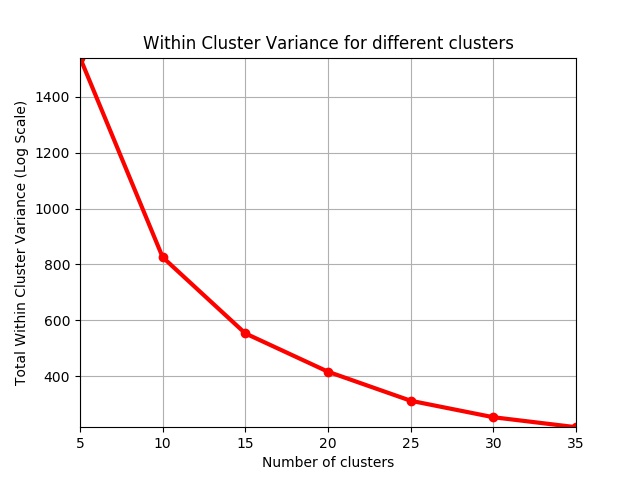 Within Cluster Variance for different clusters
Total Within Cluster Variance (Log Scale)
1400
1200
1000
800
600
400
5 10 15 20 25 30 35
Number of clusters